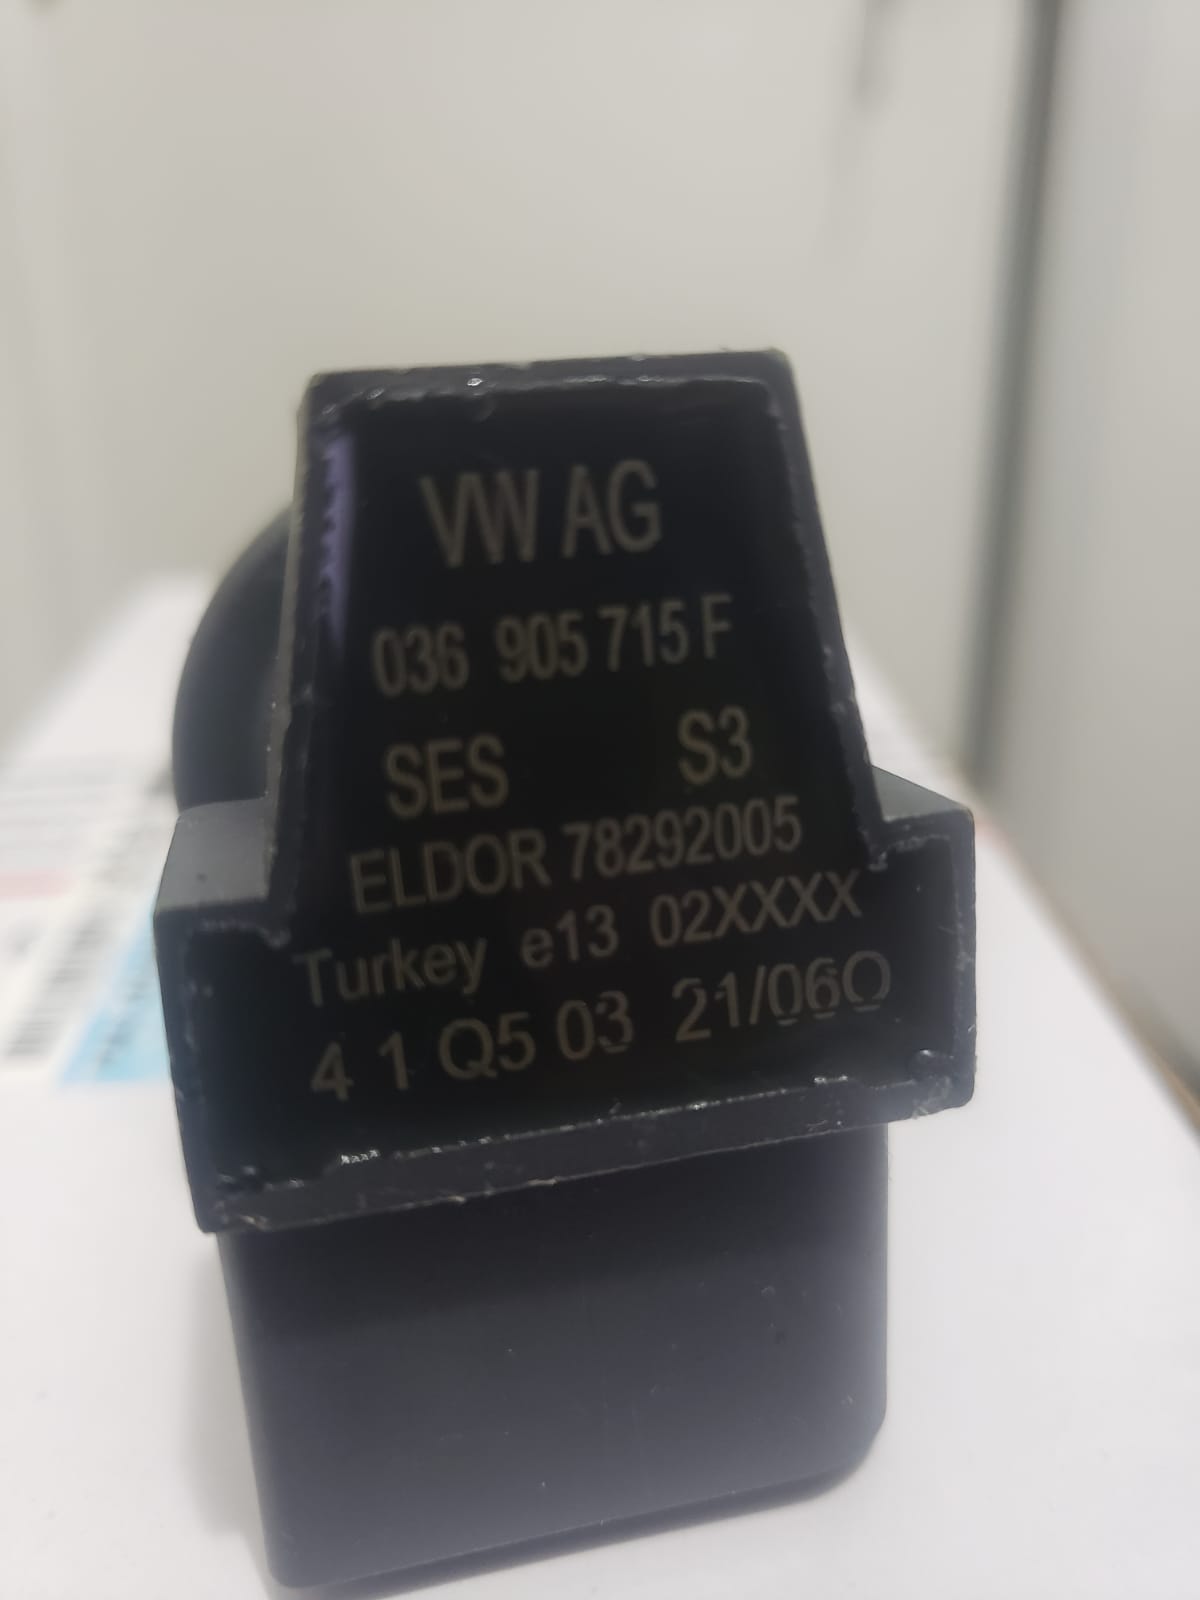 VW AG
036 905 715 F
SES S3
ELDOR 78292005
Turkey e13 02XXXX
4 1 Q5 03 21/06O